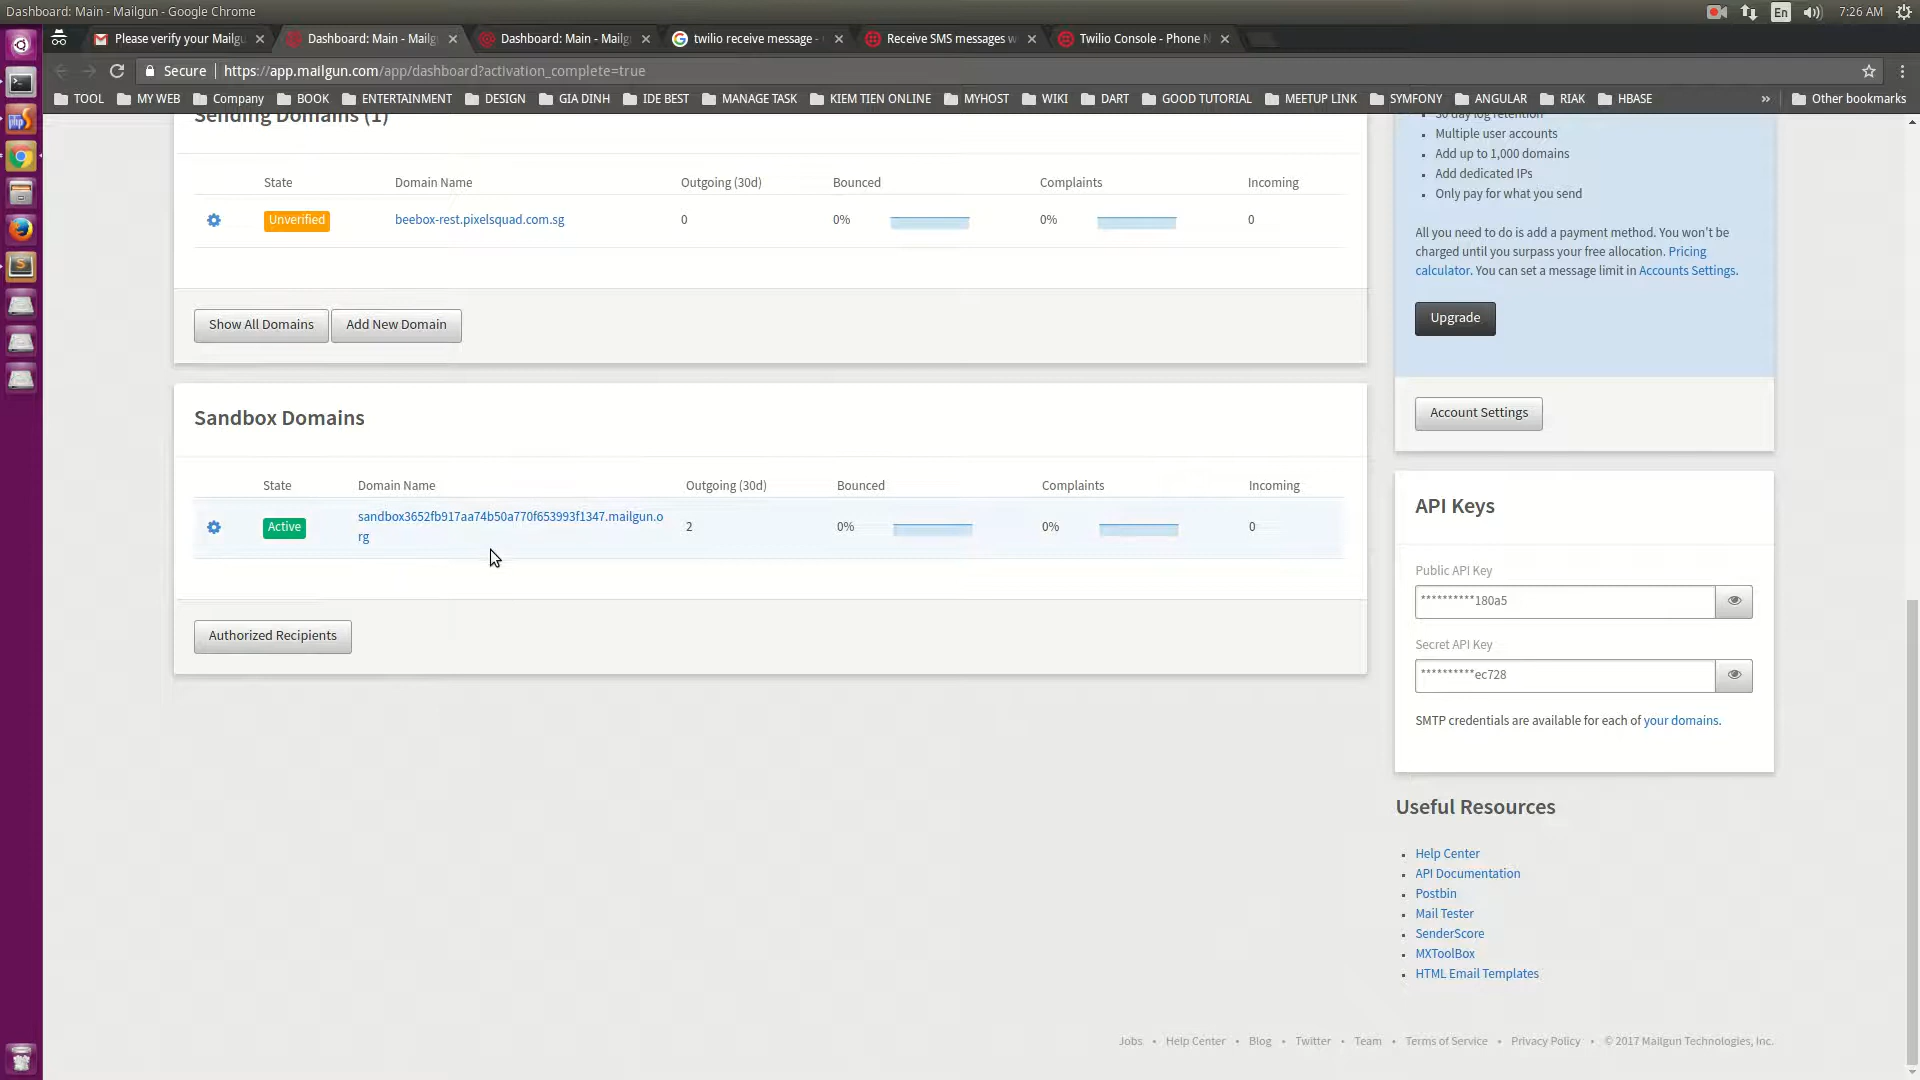 Dashboard: Main - Mailgun - Google Chrome
En
7:26 AM
Please verify your Mailgu
Dashboard: Main - Mailg
Dashboard: Main - Mailg
twilio receive message -
Receive SMS messages w
Twilio Console - Phone N
Secure
https://app.mailgun.com/app/dashboard?activation_complete=true
TOOL
MY WEB
Company
BOOK
ENTERTAINMENT
DESIGN
GIA DINH
IDE BEST
MANAGE TASK
KIEM TIEN ONLINE
MYHOST
WIKI
DART
GOOD TUTORIAL
MEETUP LINK
SYMFONY
ANGULAR
RIAK
HBASE
»
Other bookmarks
Sending Domains (1)
State Domain Name Outgoing (30d) Bounced Complaints Incoming
Unverified beebox-rest.pixelsquad.com.sg 0 0% 0% 0
Show All Domains
Add New Domain
Sandbox Domains
State Domain Name Outgoing (30d) Bounced Complaints Incoming
Active sandbox3652fb917aa74b50a770f653993f1347.mailgun.o 2 0% 0% 0
rg
Authorized Recipients
30 day log retention
Multiple user accounts
Add up to 1,000 domains
Add dedicated IPs
Only pay for what you send
All you need to do is add a payment method. You won't be
charged until you surpass your free allocation. Pricing
calculator. You can set a message limit in Accounts Settings.
Upgrade
Account Settings
API Keys
Public API Key
**********180a5
Secret API Key
**********ec728
SMTP credentials are available for each of your domains.
Useful Resources
Help Center
API Documentation
Postbin
Mail Tester
SenderScore
MXToolBox
HTML Email Templates
Jobs • Help Center • Blog • Twitter • Team • Terms of Service • Privacy Policy • © 2017 Mailgun Technologies, Inc.